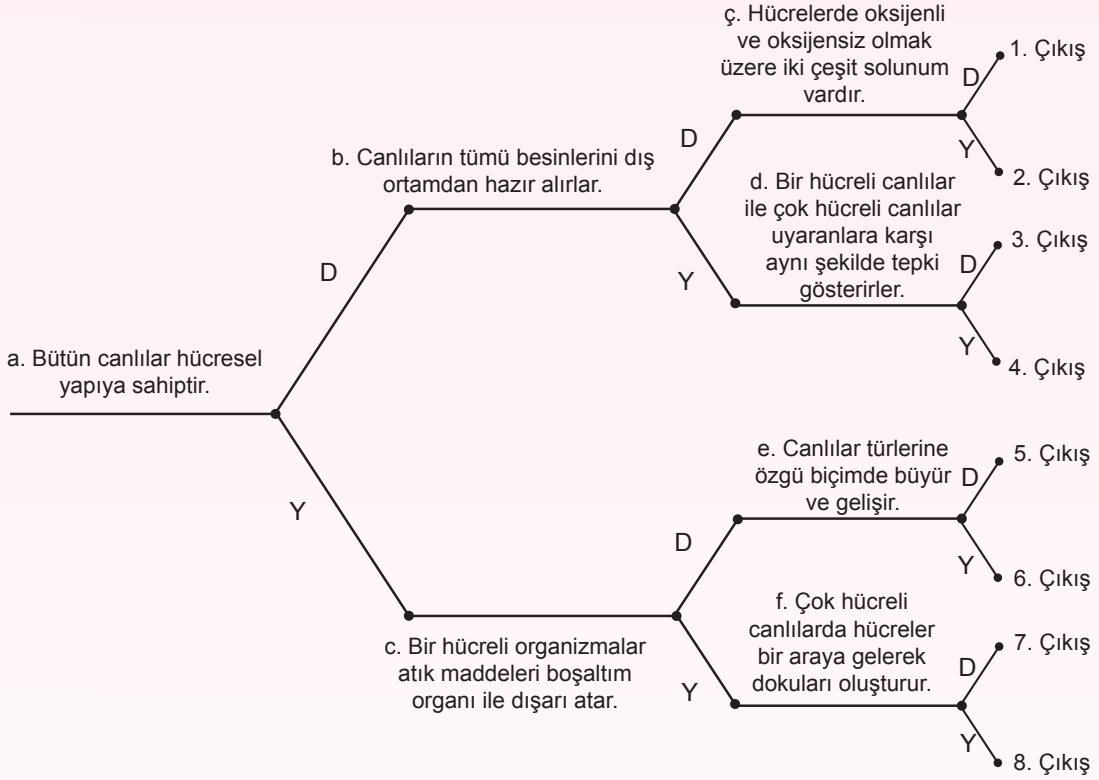 a. Bütün canlılar hücresel
yapıya sahiptir.
D
Y
b. Canlıların tümü besinlerini dış
ortamdan hazır alırlar.
D
Y
c. Bir hücreli organizmalar
atık maddeleri boşaltım
organı ile dışarı atar.
D
Y
ç. Hücrelerde oksijenli
ve oksijensiz olmak
üzere iki çeşit solunum
vardır.
D
Y
1. Çıkış
2. Çıkış
d. Bir hücreli canlılar
ile çok hücreli canlılar
uyaranlara karşı
aynı şekilde tepki
gösterirler.
D
Y
3. Çıkış
4. Çıkış
e. Canlılar türlerine
özgü biçimde büyür
ve gelişir.
D
Y
5. Çıkış
6. Çıkış
f. Çok hücreli
canlılarda hücreler
bir araya gelerek
dokuları oluşturur.
D
Y
7. Çıkış
8. Çıkış